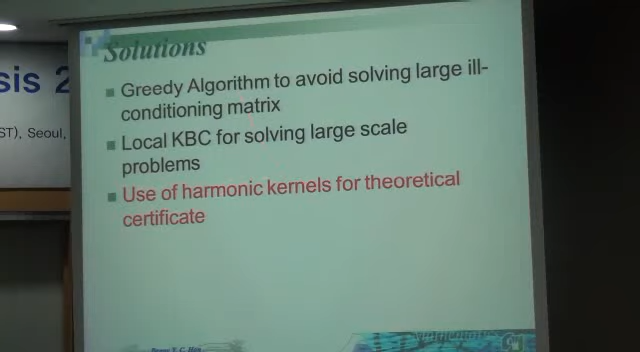 Solutions
sis 2
ST), Seoul,
Greedy Algorithm to avoid solving large ill-
conditioning matrix
Local KBC for solving large scale
problems
Use of harmonic kernels for theoretical
certificate